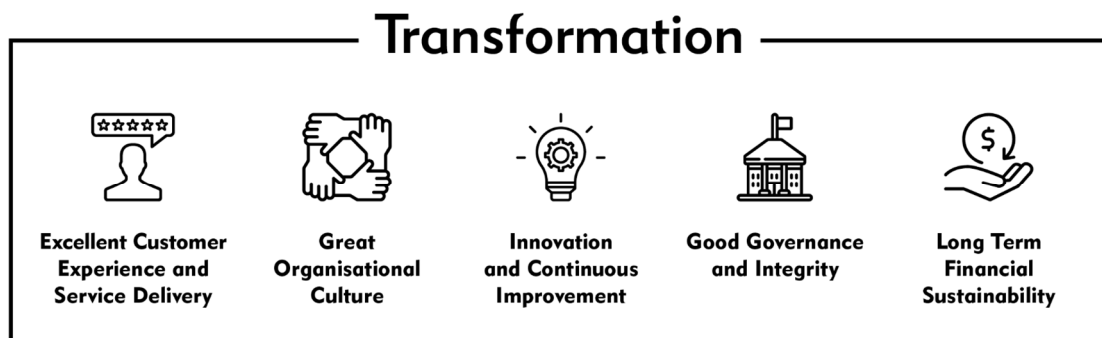 Transformation
Excellent Customer
Experience and
Service Delivery
Great
Organisational
Culture
Innovation
and Continuous
Improvement
Good Governance
and Integrity
Long Term
Financial
Sustainability
$